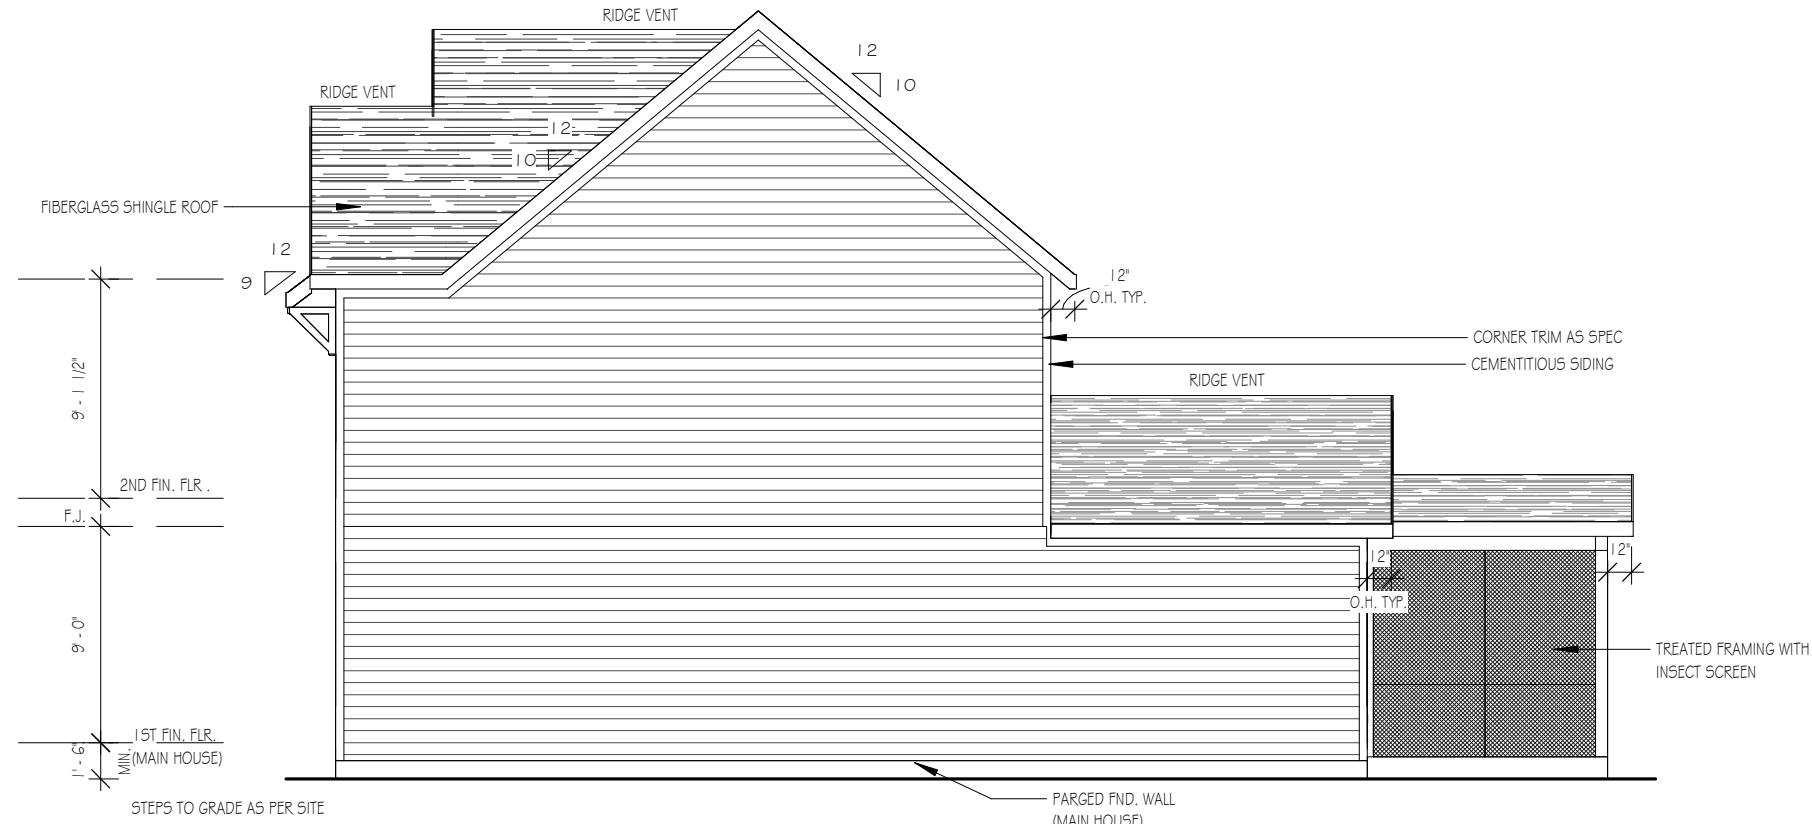 RIDGE VENT
12
10
RIDGE VENT
12
10
FIBERGLASS SHINGLE ROOF
12
9
12"
O.H. TYP.
CORNER TRIM AS SPEC
CEMENTITIOUS SIDING
9' - 1 1/2"
RIDGE VENT
2ND FIN. FLR .
F.J.
12"
O.H. TYP.
12"
9' - 0"
TREATED FRAMING WITH
INSECT SCREEN
1ST FIN. FLR.
(MAIN HOUSE)
1' - 6"
MIN.
STEPS TO GRADE AS PER SITE
PARGED FND. WALL
(MAIN HOUSE)